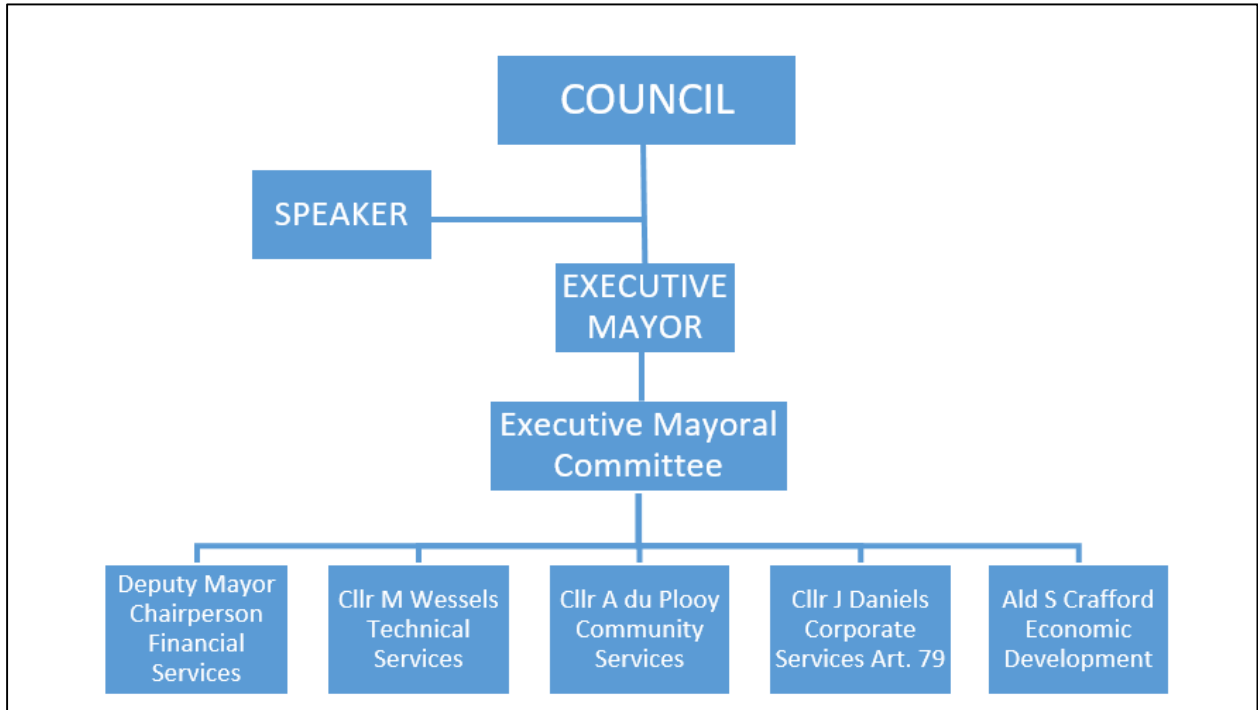 COUNCIL
SPEAKER
EXECUTIVE
MAYOR
Executive Mayoral
Committee
Deputy Mayor
Chairperson
Financial
Services
Cllr M Wessels
Technical
Services
Cllr A du Plooy
Community
Services
Cllr J Daniels
Corporate
Services Art. 79
Ald S Crafford
Economic
Development